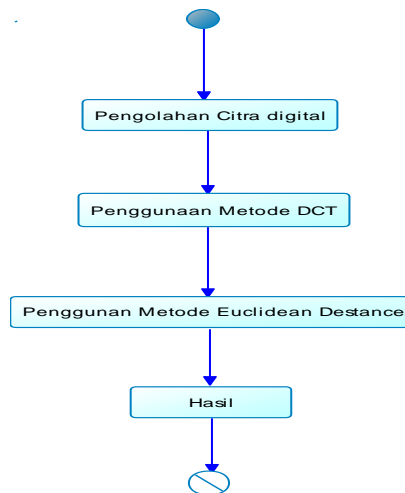 Pengolahan Citra digital
Penggunaan Metode DCT
Penggunan Metode Euclidean Destance
Hasil